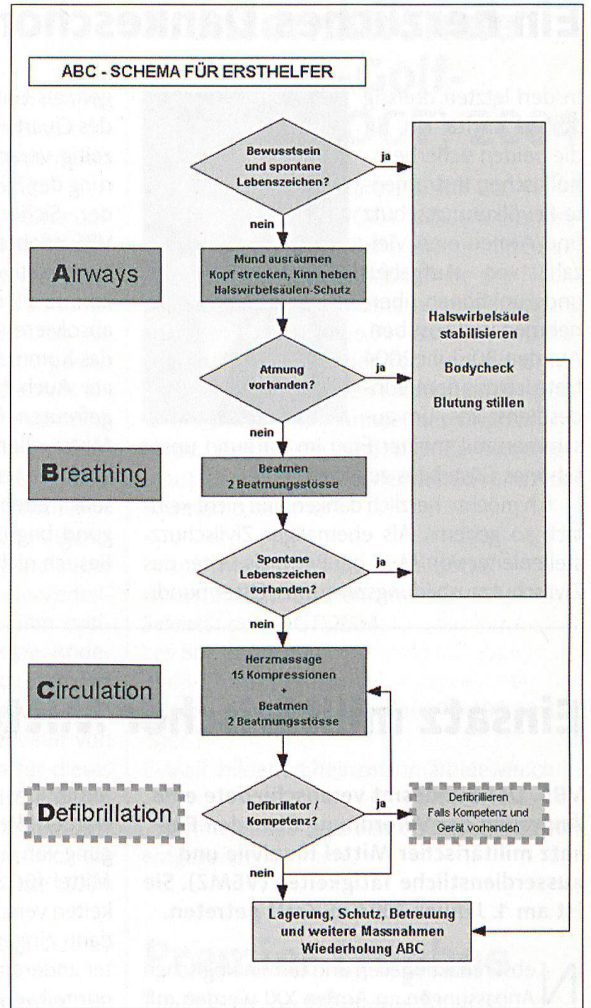 ABC - SCHEMA FÜR ERSTHELFER
Bewusstsein
und spontane
Lebenszeichen?
ja
nein
Airways
Mund ausräumen
Kopf strecken, Kinn heben
Halswirbelsäulen-Schutz
Halswirbelsäule
stabilisieren
Bodycheck
Blutung stillen
Atmung
vorhanden?
ja
nein
Breathing
Beatmen
2 Beatmungsstösse
Spontane
Lebenszeichen
vorhanden?
ja
nein
Circulation
Herzmassage
15 Kompressionen
+
Beatmen
2 Beatmungsstösse
Defibrillation
Defibrillator /
Kompetenz?
ja
Defibrillieren
Falls Kompetenz und
Gerät vorhanden
nein
Lagerung, Schutz, Betreuung
und weitere Massnahmen
Wiederholung ABC